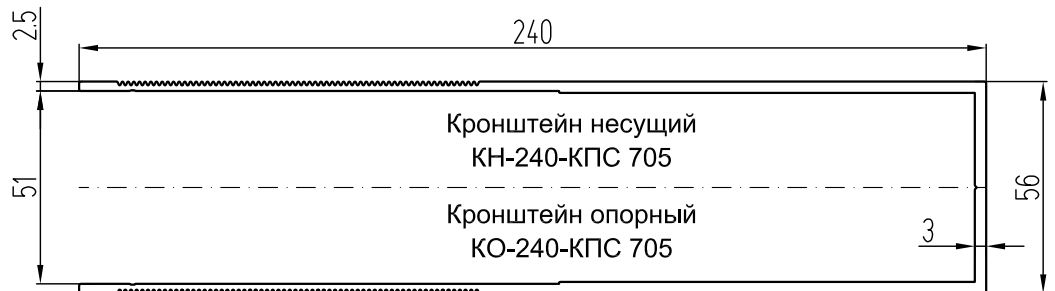 2.5
240
Кронштейн несущий
КН-240-КПС 705
51
56
Кронштейн опорный
КО-240-КПС 705
3